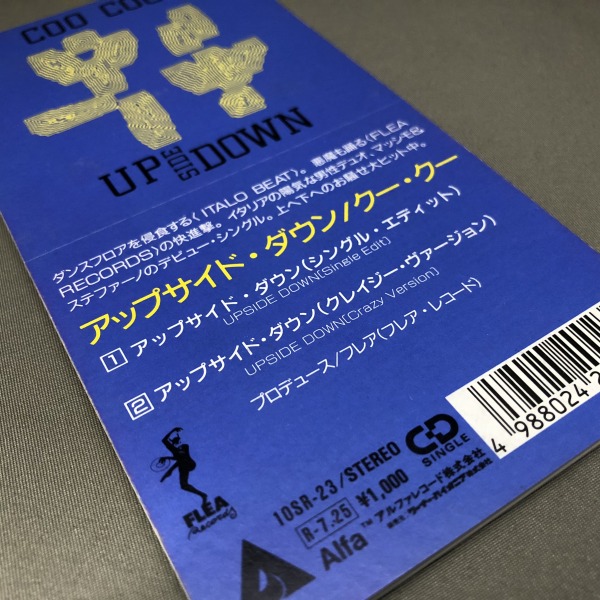 COO COO
UPSIDE DOWN
ダンスフロアを侵食する〈ITALO BEAT〉。悪魔も踊る〈FLEA
RECORDS〉の快進撃。イタリアの陽気な男性デュオ、マッシモ&
ステファーノのデビュー・シングル。上へ下へのお騒せ大ヒット中。
アップサイド・ダウン/クー・クー
1 アップサイド・ダウン(シングル・エディット)
UPSIDE DOWN(Single Edit)
2 アップサイド・ダウン(クレイジー・ヴァージョン)
UPSIDE DOWN(Crazy Version)
プロデュース/フレア(フレア・レコード)
4 988024 2
FLEA
Records
CD
SINGLE
10SR-23/STEREO
R-7.25 ¥1,000
TM アルファレコード株式会社
Alfa